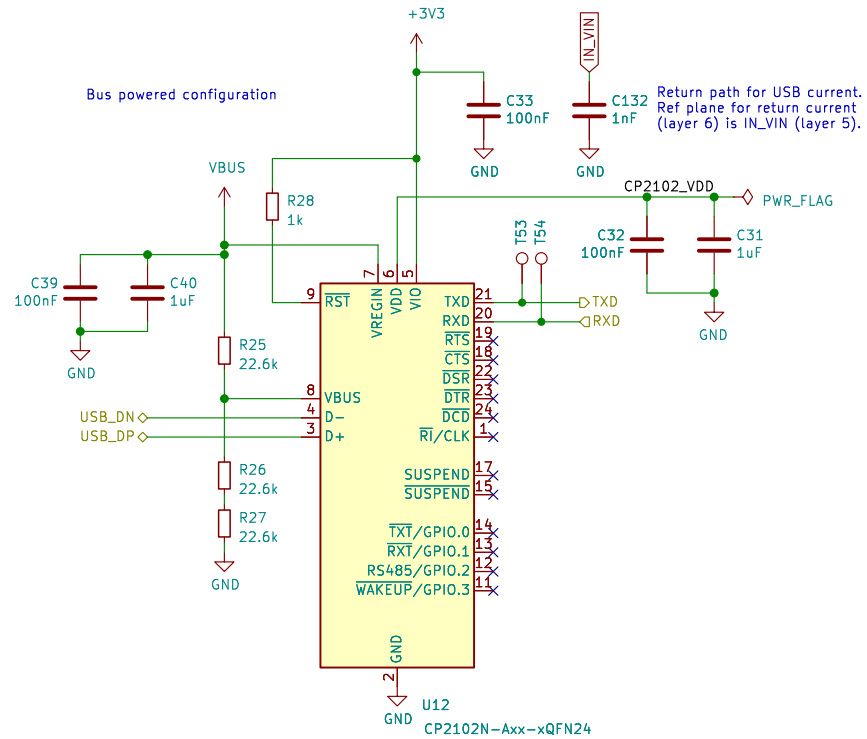 +3V3
IN_VIN
Bus powered configuration
C33
100nF
C132
1nF
Return path for USB current.
Ref plane for return current
(layer 6) is IN_VIN (layer 5).
GND
GND
VBUS
CP2102_VDD
PWR_FLAG
R28
1k
T53
T54
C32
100nF
C31
1uF
C39
100nF
C40
1uF
7
6
5
VREGIN
VDD
VIO
9
RST
21
TXD
TXD
20
RXD
RXD
19
RTS
18
CTS
22
DSR
23
DTR
24
DCD
1
RI/CLK
GND
GND
R25
22.6k
8
VBUS
USB_DN
4
D-
USB_DP
3
D+
R26
22.6k
R27
22.6k
GND
17
SUSPEND
15
SUSPEND
14
TXT/GPIO.0
13
RXT/GPIO.1
12
RS485/GPIO.2
11
WAKEUP/GPIO.3
GND
2
GND
U12
CP2102N-Axx-xQFN24